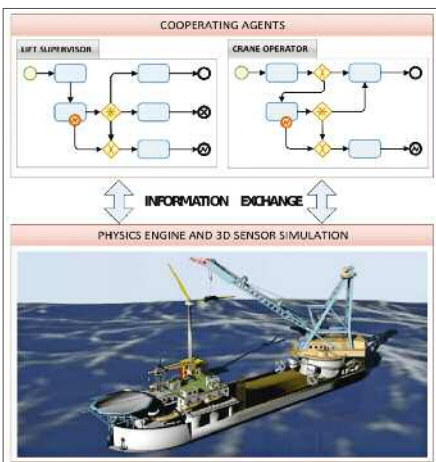 COOPERATING AGENTS
LIFT SUPERVISOR
CRANE OPERATOR
INFORMATION EXCHANGE
PHYSICS ENGINE AND 3D SENSOR SIMULATION